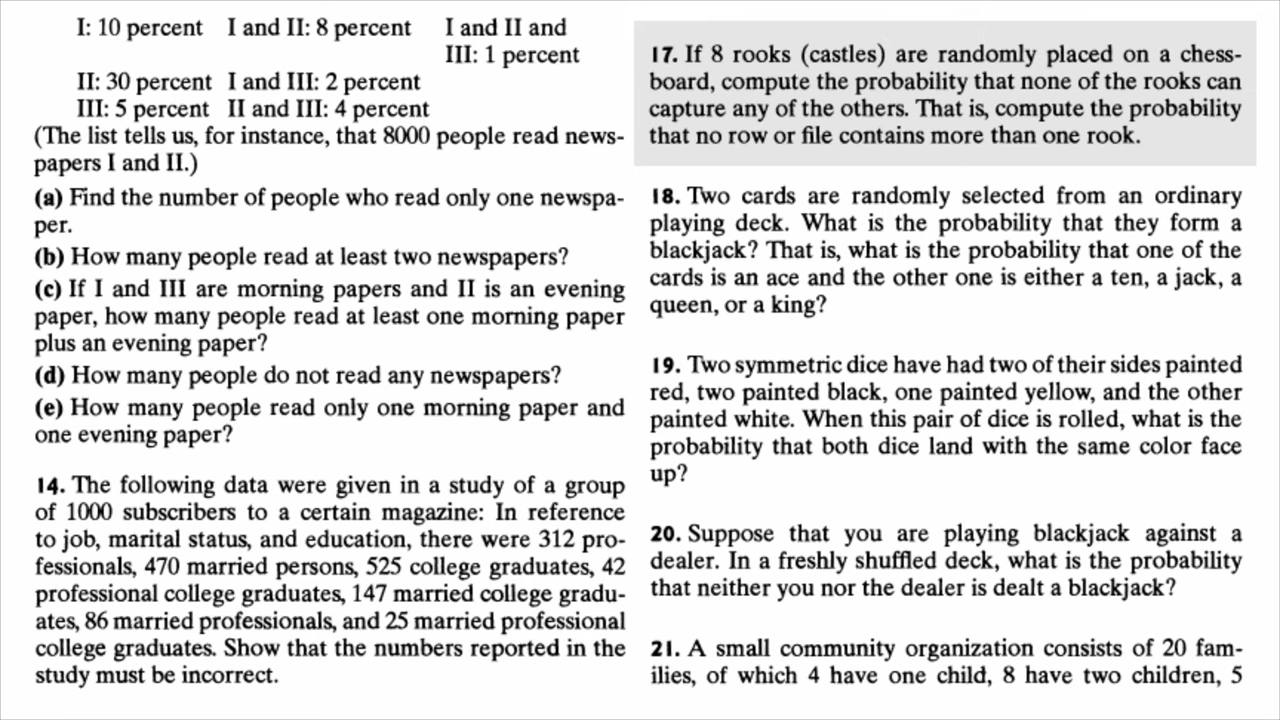 I: 10 percent I and II: 8 percent I and II and
III: 1 percent
II: 30 percent I and III: 2 percent
III: 5 percent II and III: 4 percent
(The list tells us, for instance, that 8000 people read news-
papers I and II.)
(a) Find the number of people who read only one newspa-
per.
(b) How many people read at least two newspapers?
(c) If I and III are morning papers and II is an evening
paper, how many people read at least one morning paper
plus an evening paper?
(d) How many people do not read any newspapers?
(e) How many people read only one morning paper and
one evening paper?
14. The following data were given in a study of a group
of 1000 subscribers to a certain magazine: In reference
to job, marital status, and education, there were 312 pro-
fessionals, 470 married persons, 525 college graduates, 42
professional college graduates, 147 married college gradu-
ates, 86 married professionals, and 25 married professional
college graduates. Show that the numbers reported in the
study must be incorrect.
17. If 8 rooks (castles) are randomly placed on a chess-
board, compute the probability that none of the rooks can
capture any of the others. That is, compute the probability
that no row or file contains more than one rook.
18. Two cards are randomly selected from an ordinary
playing deck. What is the probability that they form a
blackjack? That is, what is the probability that one of the
cards is an ace and the other one is either a ten, a jack, a
queen, or a king?
19. Two symmetric dice have had two of their sides painted
red, two painted black, one painted yellow, and the other
painted white. When this pair of dice is rolled, what is the
probability that both dice land with the same color face
up?
20. Suppose that you are playing blackjack against a
dealer. In a freshly shuffled deck, what is the probability
that neither you nor the dealer is dealt a blackjack?
21. A small community organization consists of 20 fam-
ilies, of which 4 have one child, 8 have two children, 5